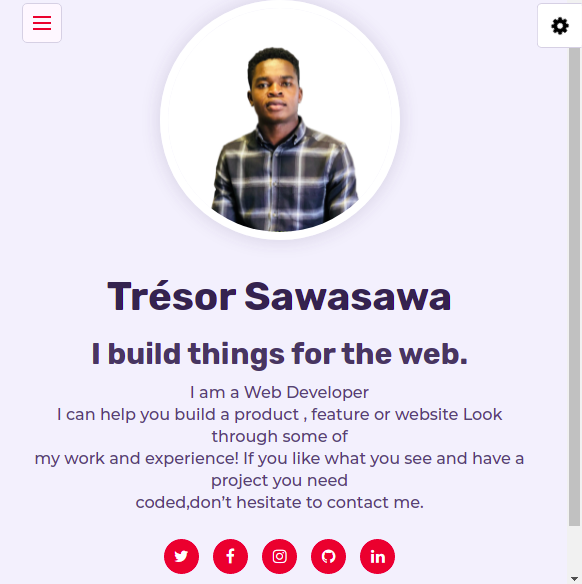 Trésor Sawasawa
I build things for the web.
I am a Web Developer
I can help you build a product , feature or website Look
through some of
my work and experience! If you like what you see and have a
project you need
coded,don’t hesitate to contact me.